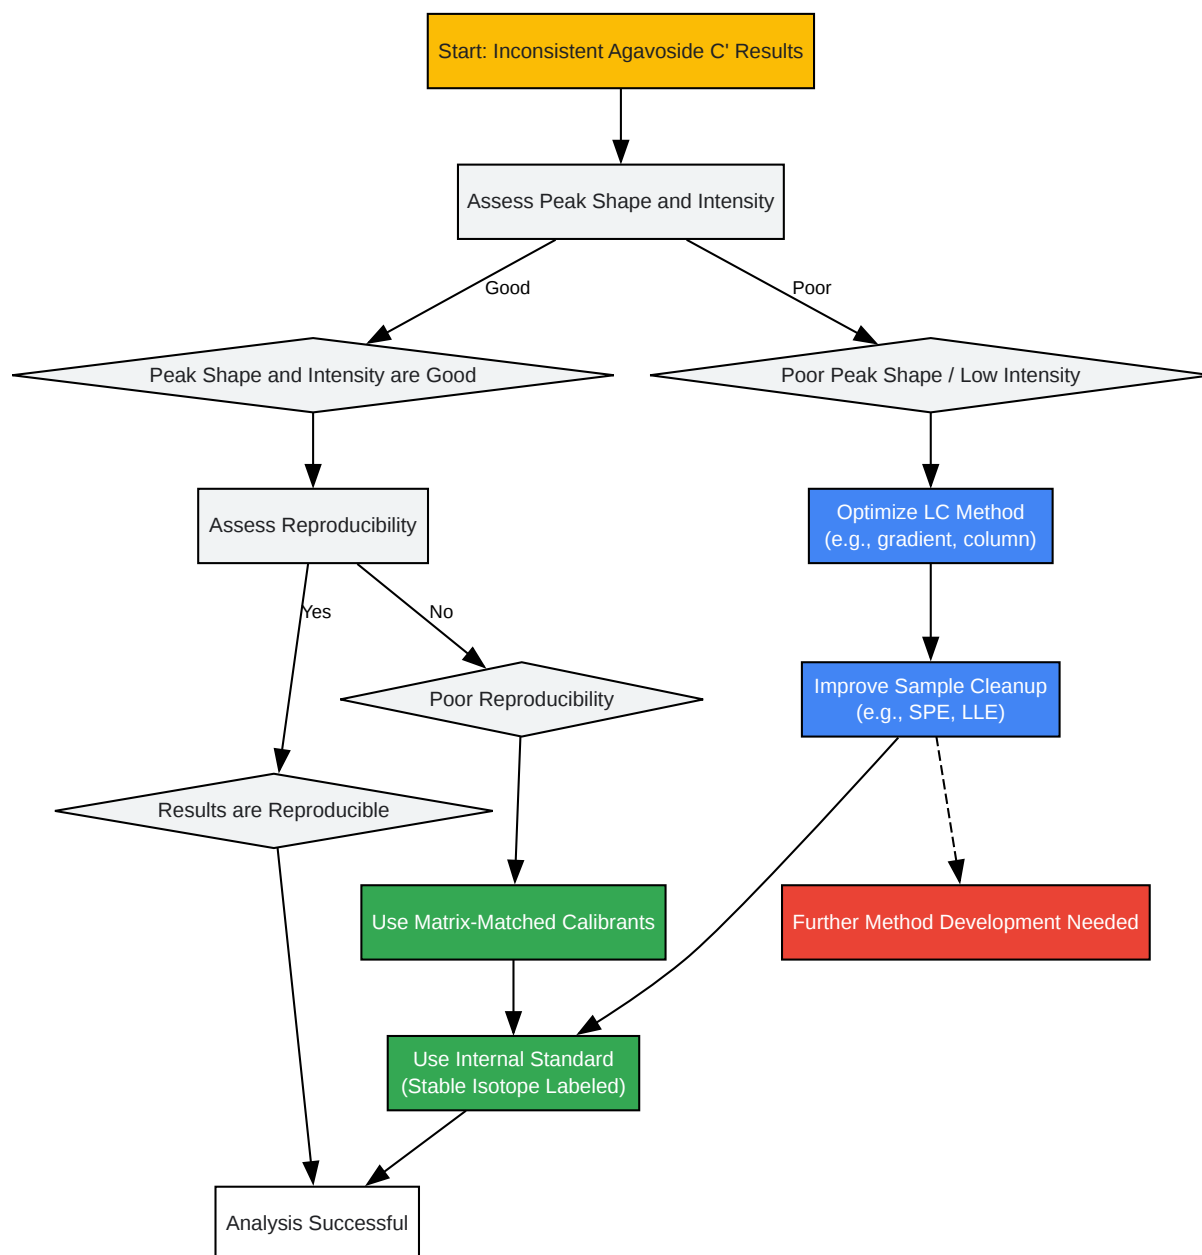 Start: Inconsistent Agavoside C' Results
Assess Peak Shape and Intensity
Good
Poor
Peak Shape and Intensity are Good
Poor Peak Shape / Low Intensity
Assess Reproducibility
Optimize LC Method
(e.g., gradient, column)
Yes
No
Poor Reproducibility
Improve Sample Cleanup
(e.g., SPE, LLE)
Results are Reproducible
Use Matrix-Matched Calibrants
Further Method Development Needed
Use Internal Standard
(Stable Isotope Labeled)
Analysis Successful